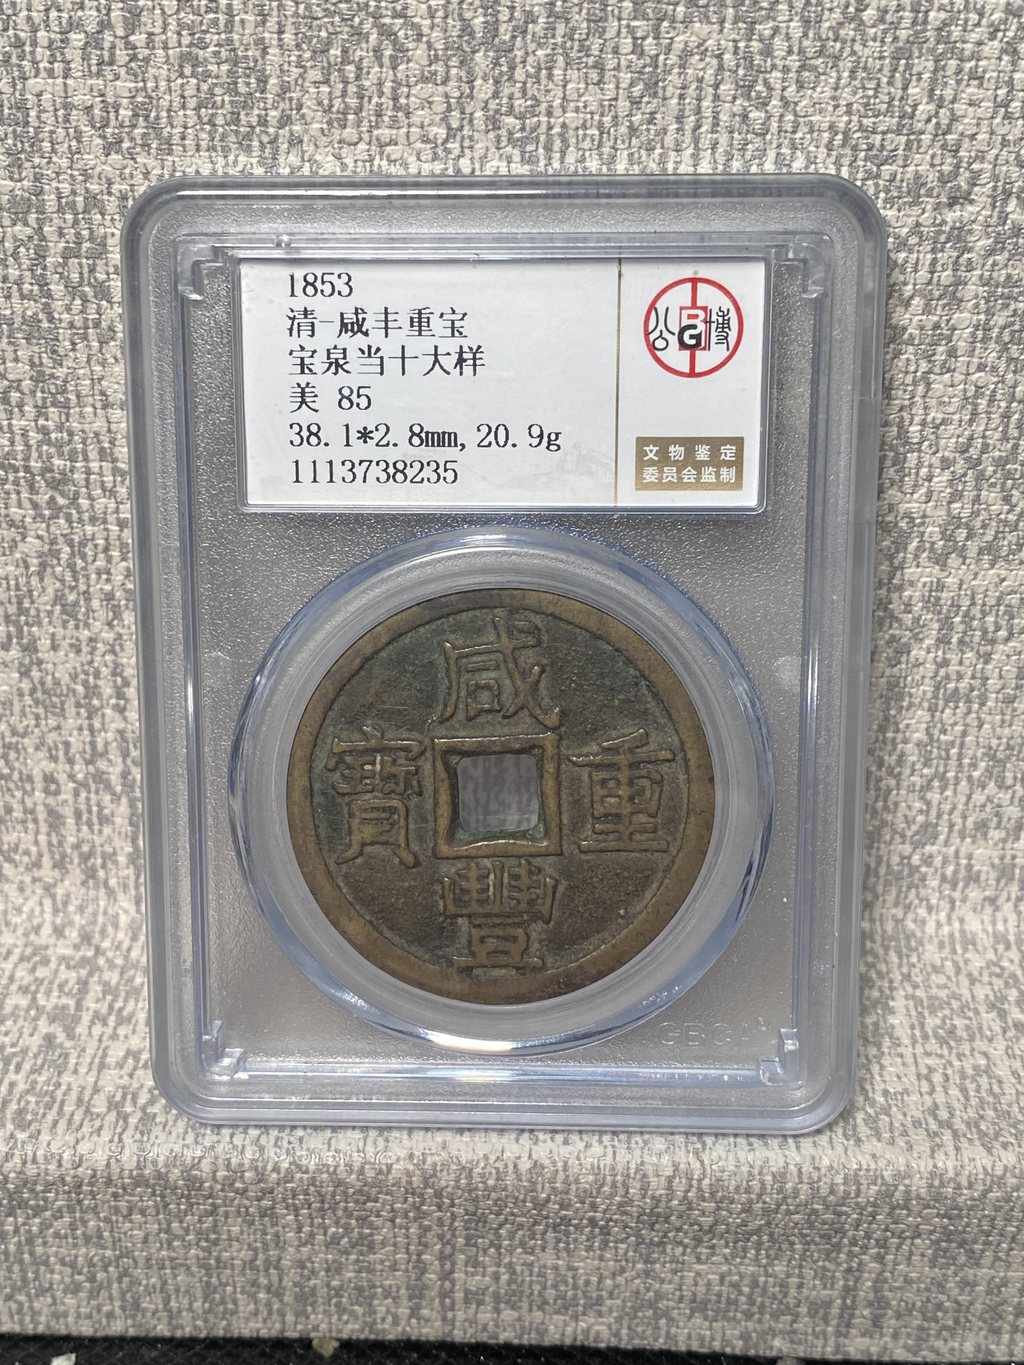 1853
清-咸丰重宝
宝泉当十大样
美 85
38.1*2.8mm, 20.9g
1113738235
公博
BG
文物鉴定
委员会监制
咸
寶 重
豐
GBCA